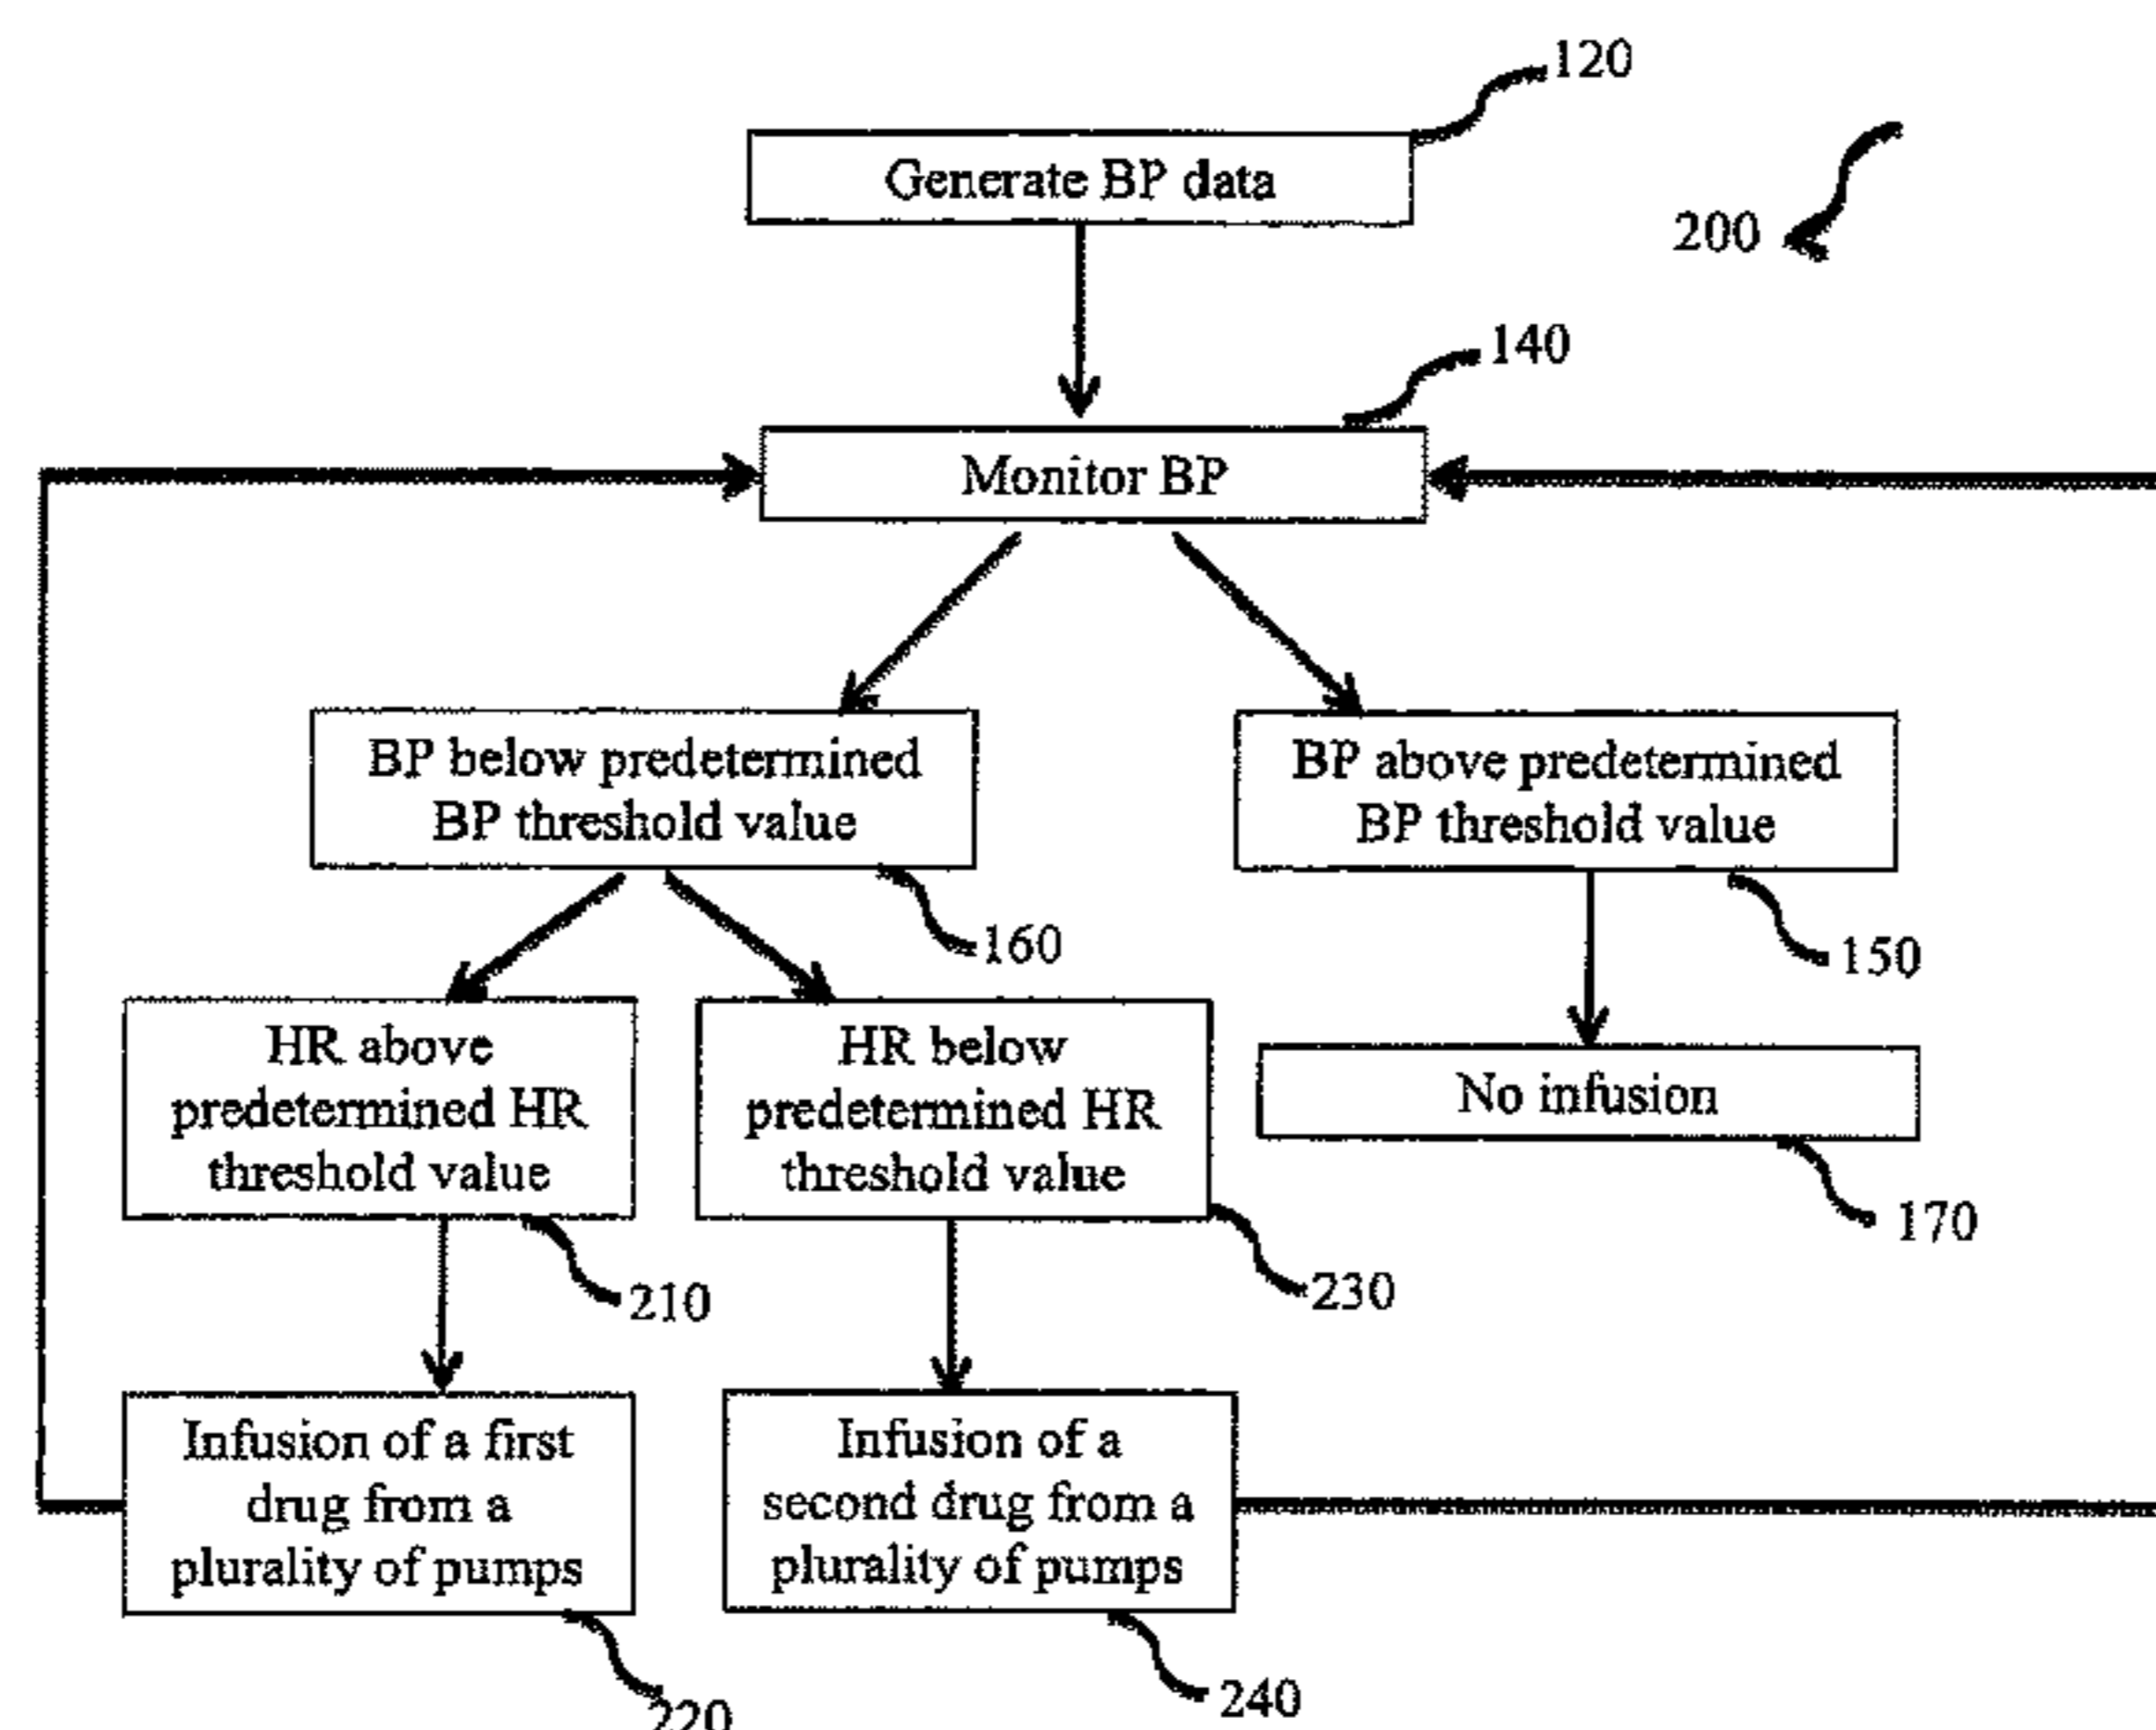 120
Generate BP data
200
140
Monitor BP
BP below predetermined
BP threshold value
BP above predetermined
BP threshold value
160
150
HR above
predetermined HR
threshold value
HR below
predetermined HR
threshold value
No infusion
170
210
230
Infusion of a first
drug from a
plurality of pumps
Infusion of a
second drug from a
plurality of pumps
220
240